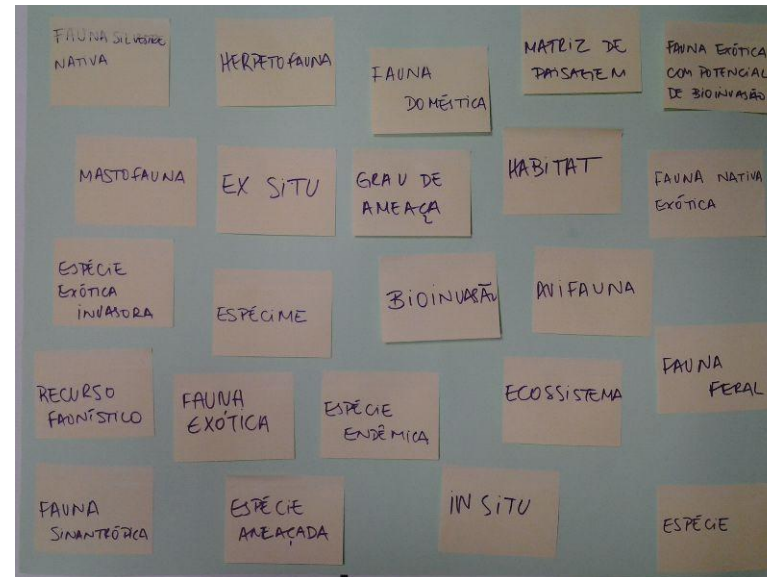 FAUNA SILVESTRE
NATIVA
HERPETOFAUNA
FAUNA
DOMÉSTICA
MATRIZ DE
PAISAGEM
FAUNA EXÓTICA
COM POTENCIAL
DE BIOINVASÃO
MASTOFAUNA
EX SITU
GRAU DE
AMEAÇA
HABITAT
FAUNA NATIVA
EXÓTICA
ESPÉCIE
EXÓTICA
INVASORA
ESPÉCIME
BIOINVASÃO
AVIFAUNA
RECURSO
FAUNÍSTICO
FAUNA
EXÓTICA
ESPÉCIE
ENDÊMICA
ECOSSISTEMA
FAUNA
FERAL
FAUNA
SINANTRÓPICA
ESPÉCIE
AMEAÇADA
IN SITU
ESPÉCIE